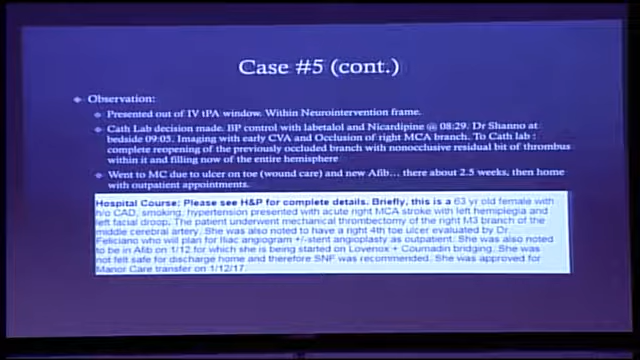 Case #5 (cont.)
Observation:
Presented out of IV tPA window. Within Neurointervention frame.
Cath Lab decision made. BP control with labetalol and Nicardipine @ 08:29. Dr Shanno at
bedside 09:05. Imaging with early CVA and Occlusion of right MCA branch. To Cath lab :
complete reopening of the previously occluded branch with nonocclusive residual bit of thrombus
within it and filling now of the entire hemisphere
Went to MC due to ulcer on toe (wound care) and new Afib… there about 2.5 weeks, then home
with outpatient appointments.
Hospital Course: Please see H&P for complete details. Briefly, this is a 63 yr old female with
h/o CAD, smoking, hypertension presented with acute right MCA stroke with left hemiplegia and
left facial droop. The patient underwent mechanical thrombectomy of the right M3 branch of the
middle cerebral artery. She was also noted to have a right 4th toe ulcer evaluated by Dr.
Feliciano who will plan for Iliac angiogram +/-stent angioplasty as outpatient. She was also noted
to be in Afib on 1/12 for which she is being started on Lovenox + Coumadin bridging. She was
not felt safe for discharge home and therefore SNF was recommended. She was approved for
Manor Care transfer on 1/12/17.